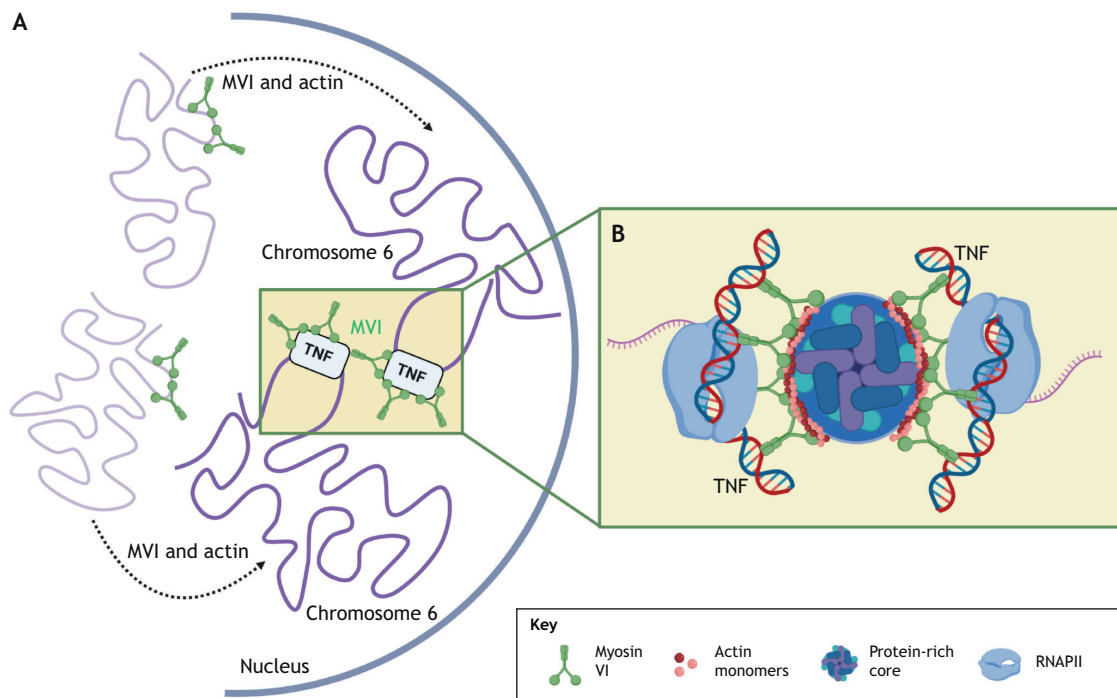 A
MVI and actin
Chromosome 6
MVI
TNF
TNF
MVI and actin
Chromosome 6
Nucleus
B
TNF
TNF
Key
Myosin
VI
Actin
monomers
Protein-rich
core
RNAPII